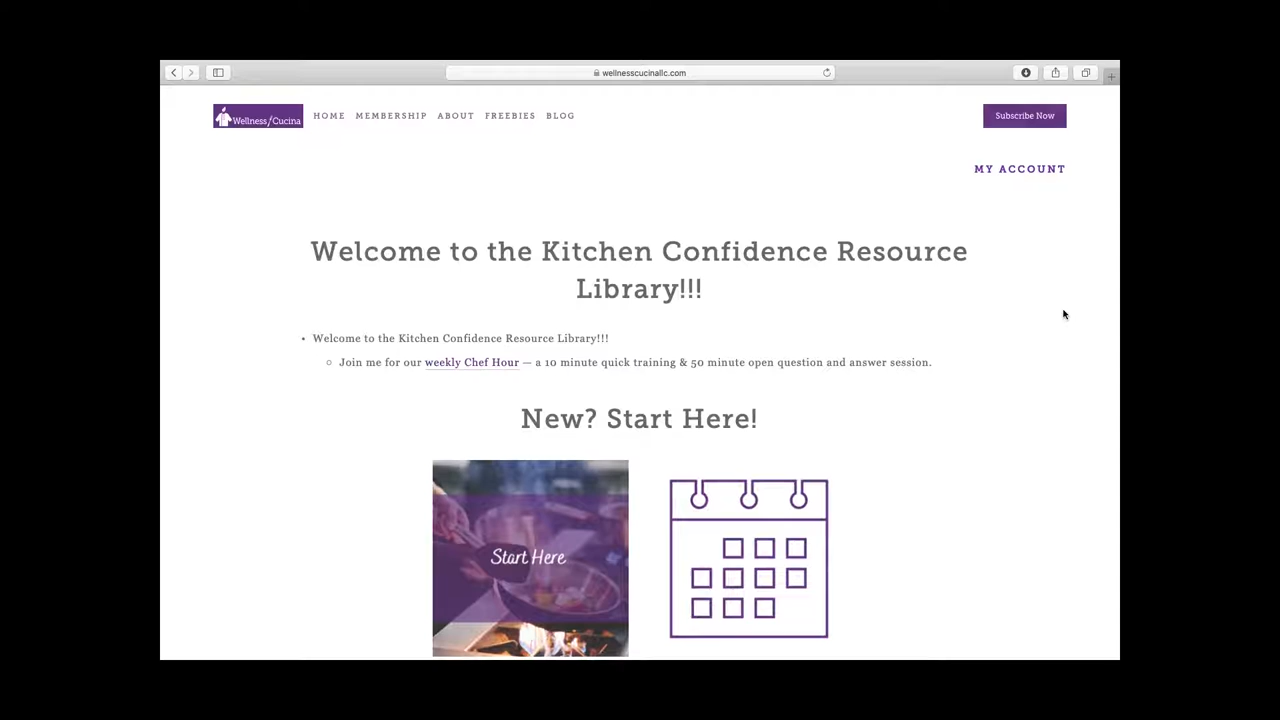 wellnesscucinallc.com
Wellness/Cucina HOME MEMBERSHIP ABOUT FREEBIES BLOG Subscribe Now
MY ACCOUNT
Welcome to the Kitchen Confidence Resource
Library!!!
• Welcome to the Kitchen Confidence Resource Library!!!
○ Join me for our weekly Chef Hour — a 10 minute quick training & 50 minute open question and answer session.
New? Start Here!
Start Here